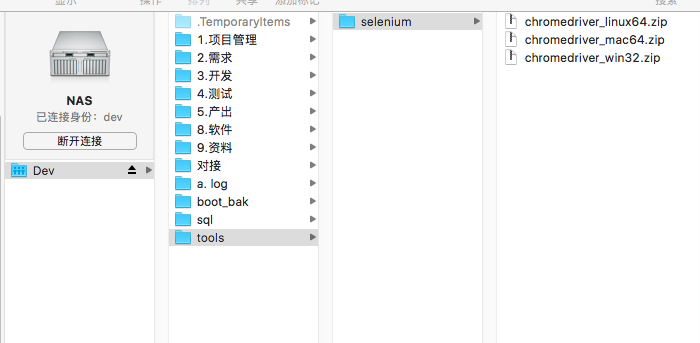 显示
操作
排列
共享
添加标记
搜索
NAS
已连接身份：dev
断开连接
Dev
.TemporaryItems
1.项目管理
2.需求
3.开发
4.测试
5.产出
8.软件
9.资料
对接
a. log
boot_bak
sql
tools
selenium
chromedriver_linux64.zip
chromedriver_mac64.zip
chromedriver_win32.zip